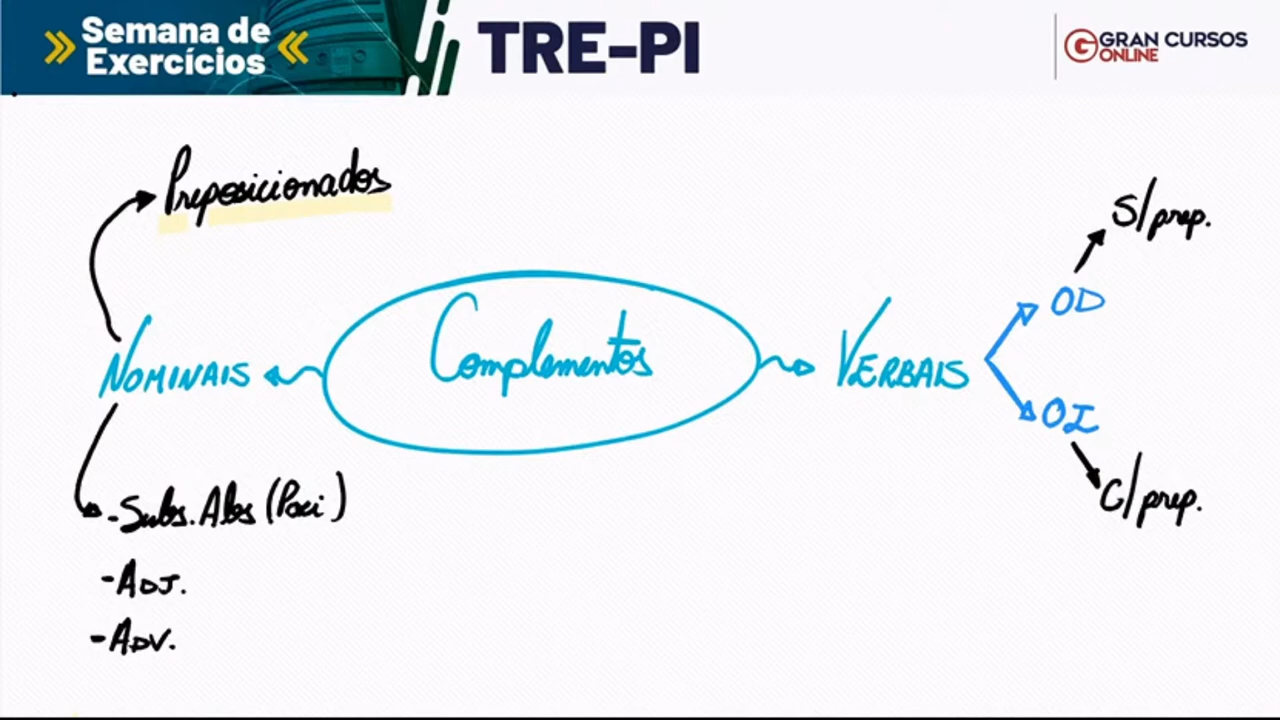 Semana de
Exercícios
TRE-PI
GRAN CURSOS
ONLINE
Preposicionados
S/prep.
OD
Complementos
NOMINAIS
VERBAIS
OI
C/prep.
-Subs. Abs (Paci)
-ADJ.
-ADV.